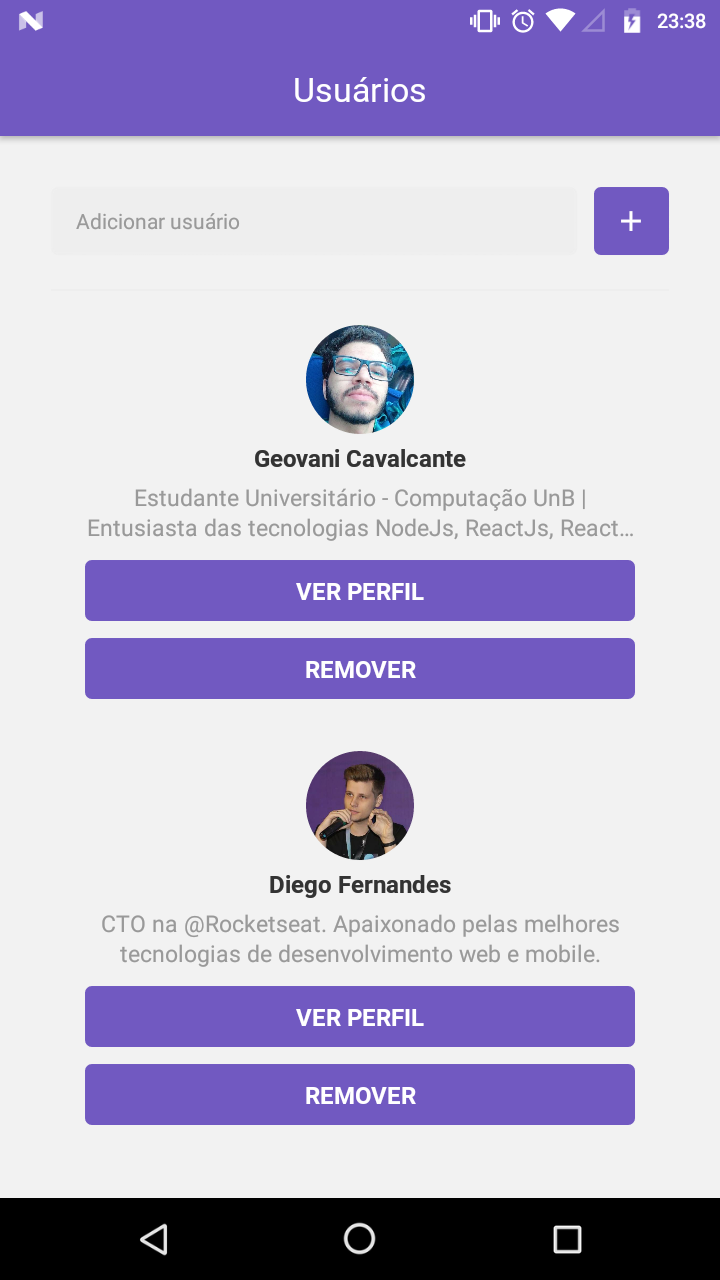 23:38
Usuários
Adicionar usuário
+
Geovani Cavalcante
Estudante Universitário - Computação UnB |
Entusiasta das tecnologias NodeJs, ReactJs, React…
VER PERFIL
REMOVER
Diego Fernandes
CTO na @Rocketseat. Apaixonado pelas melhores
tecnologias de desenvolvimento web e mobile.
VER PERFIL
REMOVER